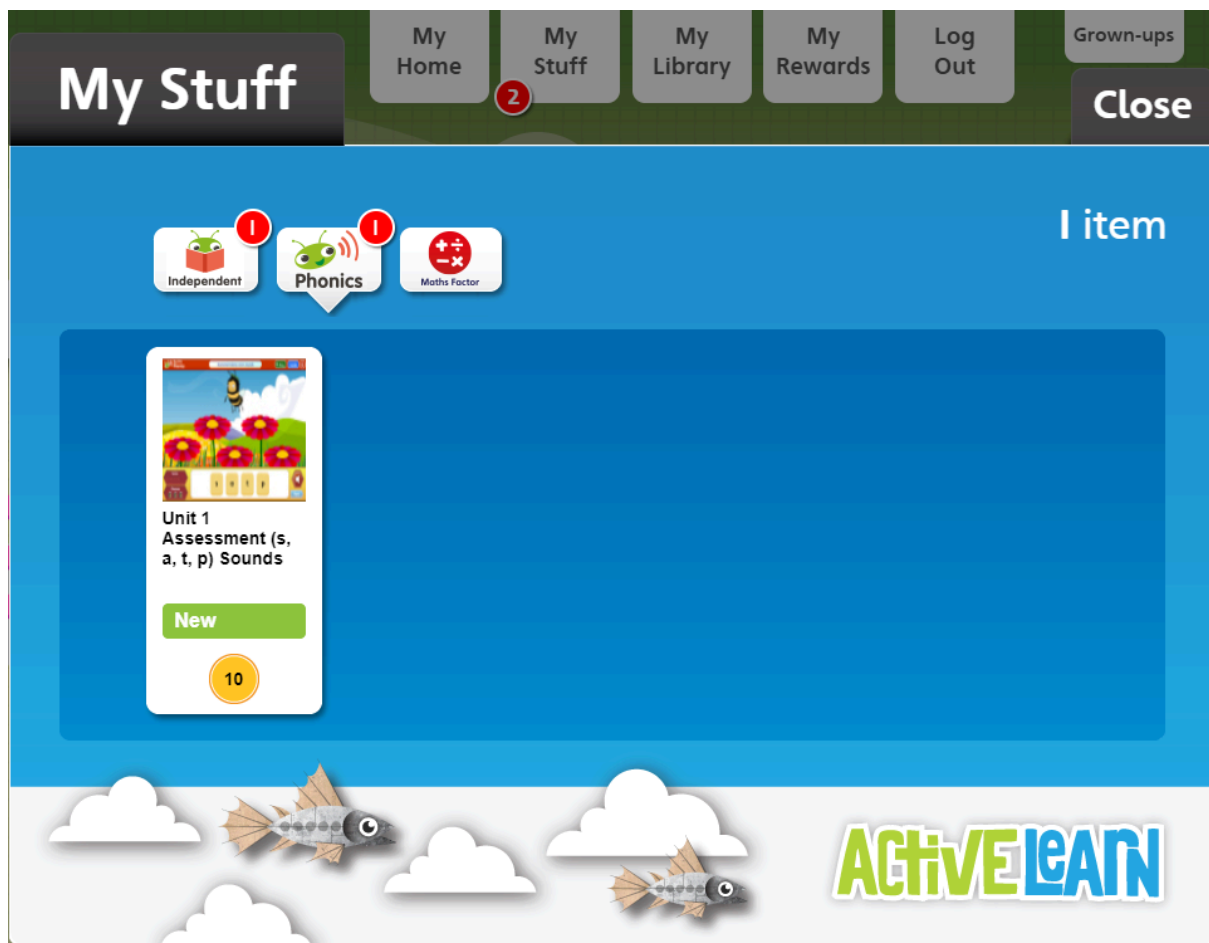 My Stuff
My
Home
My
Stuff
2
My
Library
My
Rewards
Log
Out
Grown-ups
Close
1 item
Independent
1
Phonics
1
Maths Factor
Unit 1
Assessment (s,
a, t, p) Sounds
New
10
ACTiVE LEARN